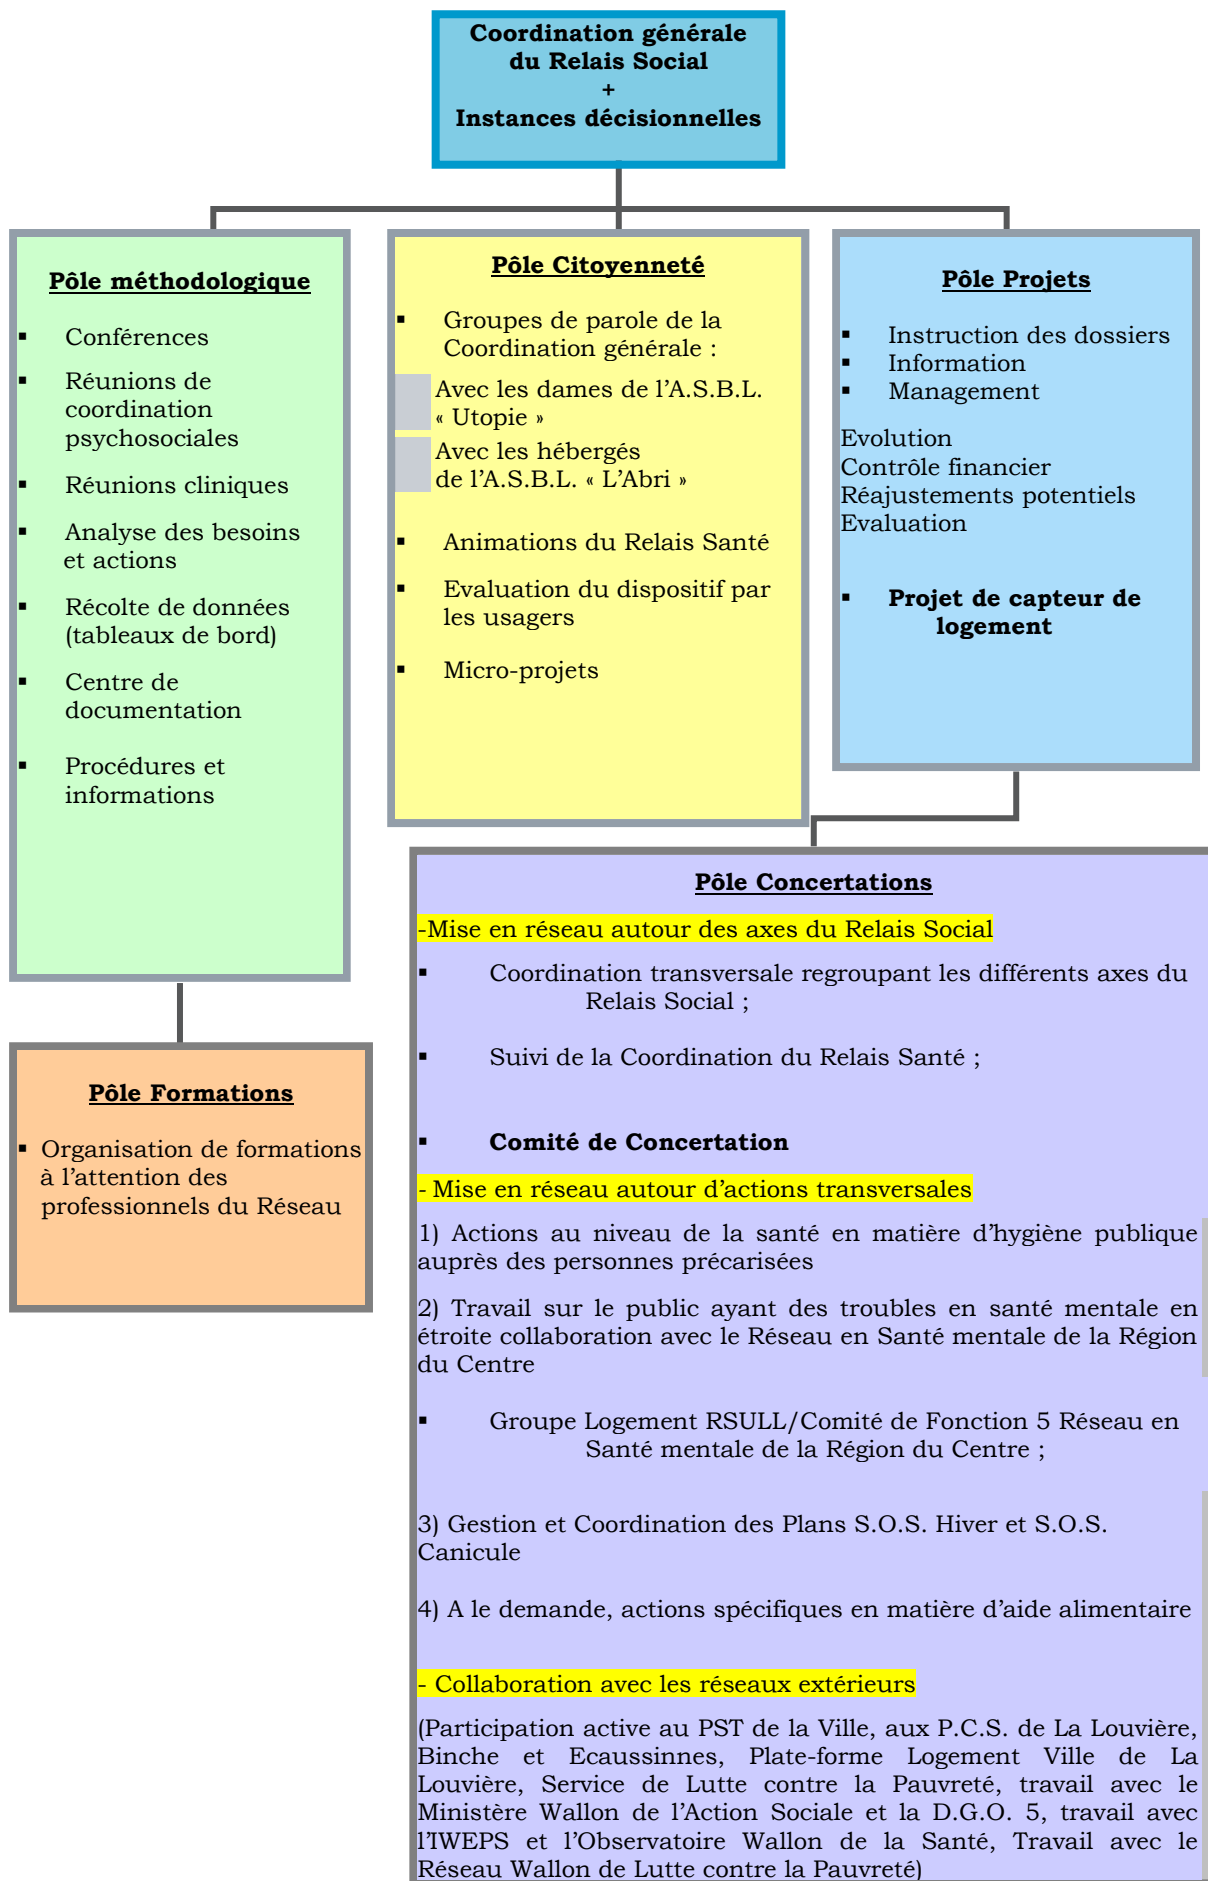 Coordination générale
du Relais Social
+
Instances décisionnelles
Pôle méthodologique
▪ Conférences
▪ Réunions de
coordination
psychosociales
▪ Réunions cliniques
▪ Analyse des besoins
et actions
▪ Récolte de données
(tableaux de bord)
▪ Centre de
documentation
▪ Procédures et
informations
Pôle Citoyenneté
▪ Groupes de parole de la
Coordination générale :
Avec les dames de l’A.S.B.L.
« Utopie »
Avec les hébergés
de l’A.S.B.L. « L’Abri »
▪ Animations du Relais Santé
▪ Evaluation du dispositif par
les usagers
▪ Micro-projets
Pôle Projets
▪ Instruction des dossiers
▪ Information
▪ Management
Evolution
Contrôle financier
Réajustements potentiels
Evaluation
▪ Projet de capteur de
logement
Pôle Formations
▪ Organisation de formations
à l’attention des
professionnels du Réseau
Pôle Concertations
-Mise en réseau autour des axes du Relais Social
▪ Coordination transversale regroupant les différents axes du
Relais Social ;
▪ Suivi de la Coordination du Relais Santé ;
▪ Comité de Concertation
- Mise en réseau autour d’actions transversales
1) Actions au niveau de la santé en matière d’hygiène publique
auprès des personnes précarisées
2) Travail sur le public ayant des troubles en santé mentale en
étroite collaboration avec le Réseau en Santé mentale de la Région
du Centre
▪ Groupe Logement RSULL/Comité de Fonction 5 Réseau en
Santé mentale de la Région du Centre ;
3) Gestion et Coordination des Plans S.O.S. Hiver et S.O.S.
Canicule
4) A le demande, actions spécifiques en matière d’aide alimentaire
- Collaboration avec les réseaux extérieurs
(Participation active au PST de la Ville, aux P.C.S. de La Louvière,
Binche et Ecaussinnes, Plate-forme Logement Ville de La
Louvière, Service de Lutte contre la Pauvreté, travail avec le
Ministère Wallon de l’Action Sociale et la D.G.O. 5, travail avec
l’IWEPS et l’Observatoire Wallon de la Santé, Travail avec le
Réseau Wallon de Lutte contre la Pauvreté)